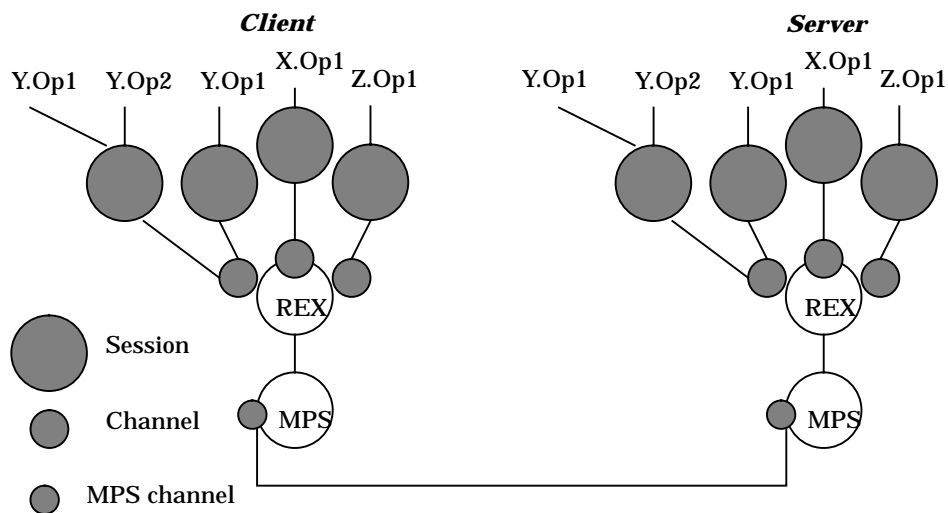 Client
Server
Y.Op1 Y.Op2 Y.Op1 X.Op1 Z.Op1
Y.Op1 Y.Op2 Y.Op1 X.Op1 Z.Op1
REX
REX
Session
MPS
MPS
Channel
MPS channel